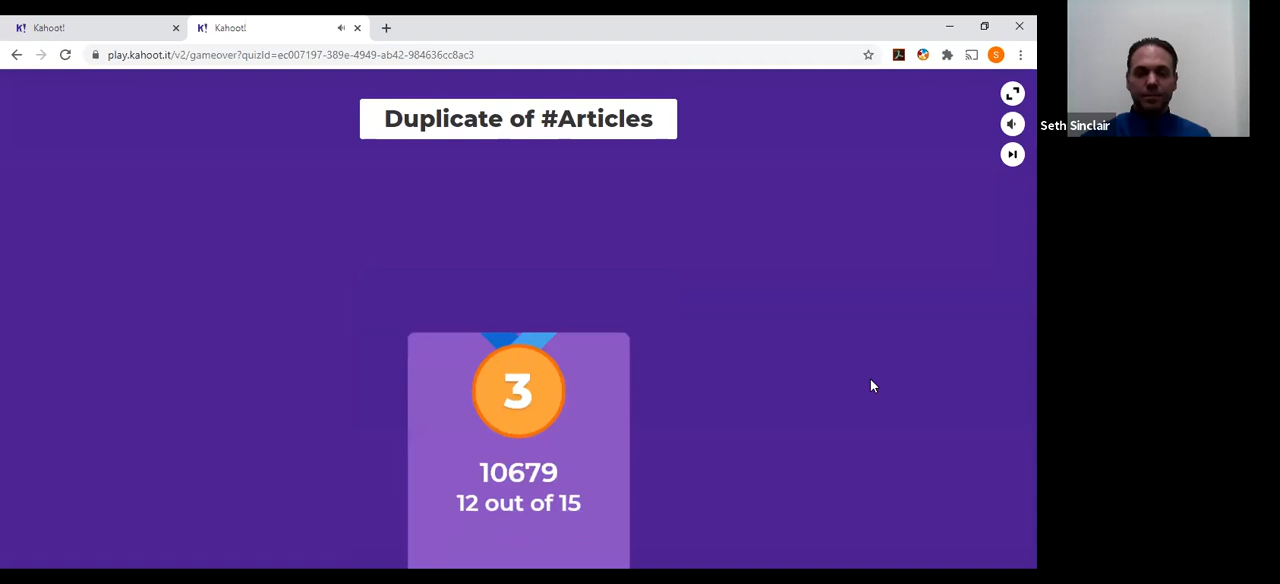 K! Kahoot!
K! Kahoot!
play.kahoot.it/v2/gameover?quizId=ec007197-389e-4949-ab42-984636cc8ac3
S
Duplicate of #Articles
Seth Sinclair
3
10679
12 out of 15